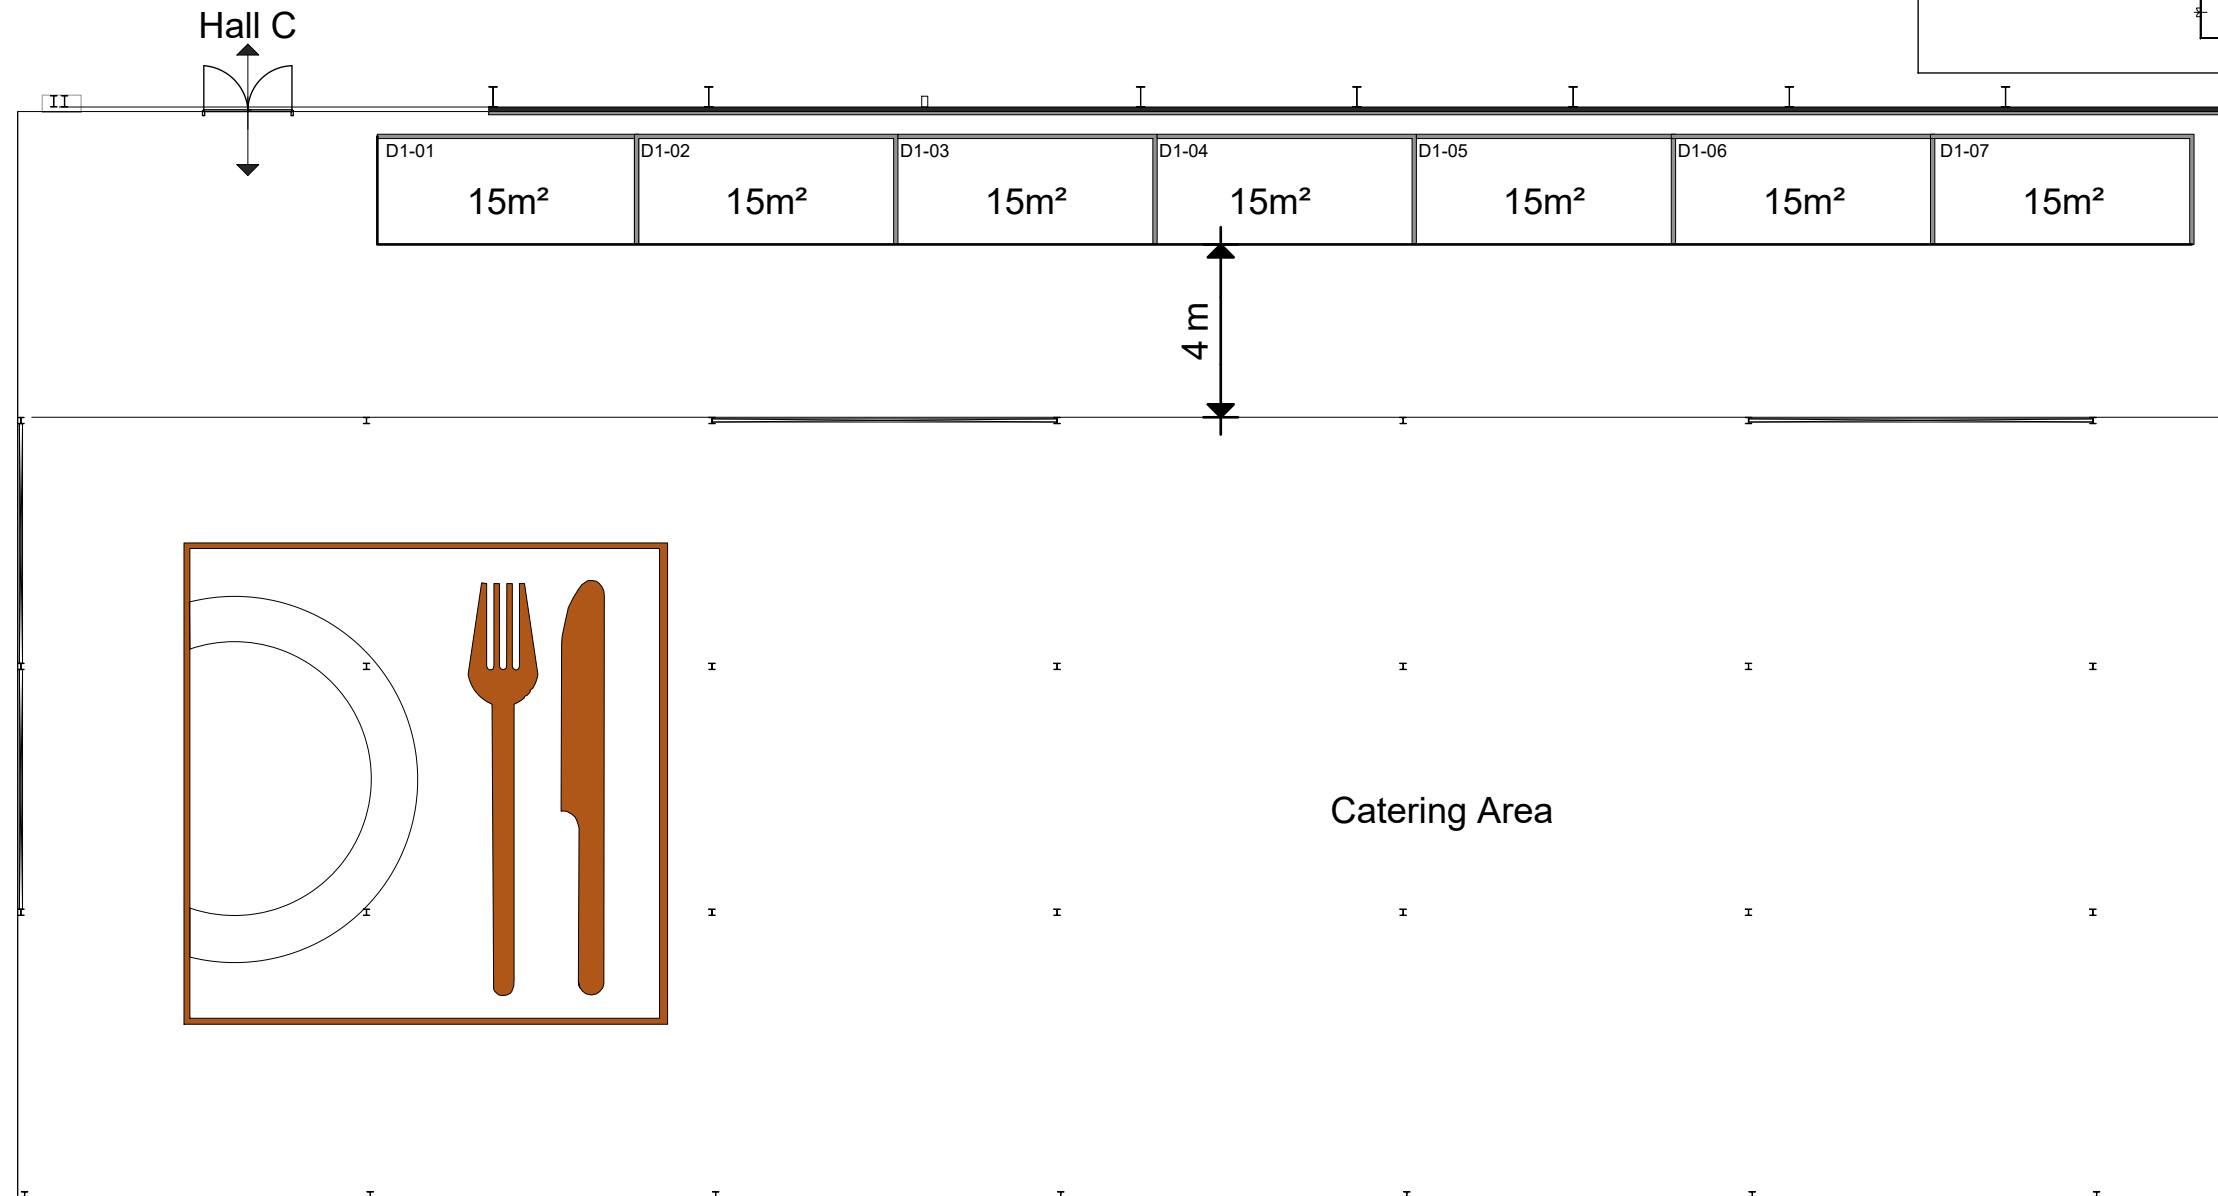 Hall C
D1-01
D1-02
D1-03
D1-04
D1-05
D1-06
D1-07
15m²
15m²
15m²
15m²
15m²
15m²
15m²
4 m
Catering Area